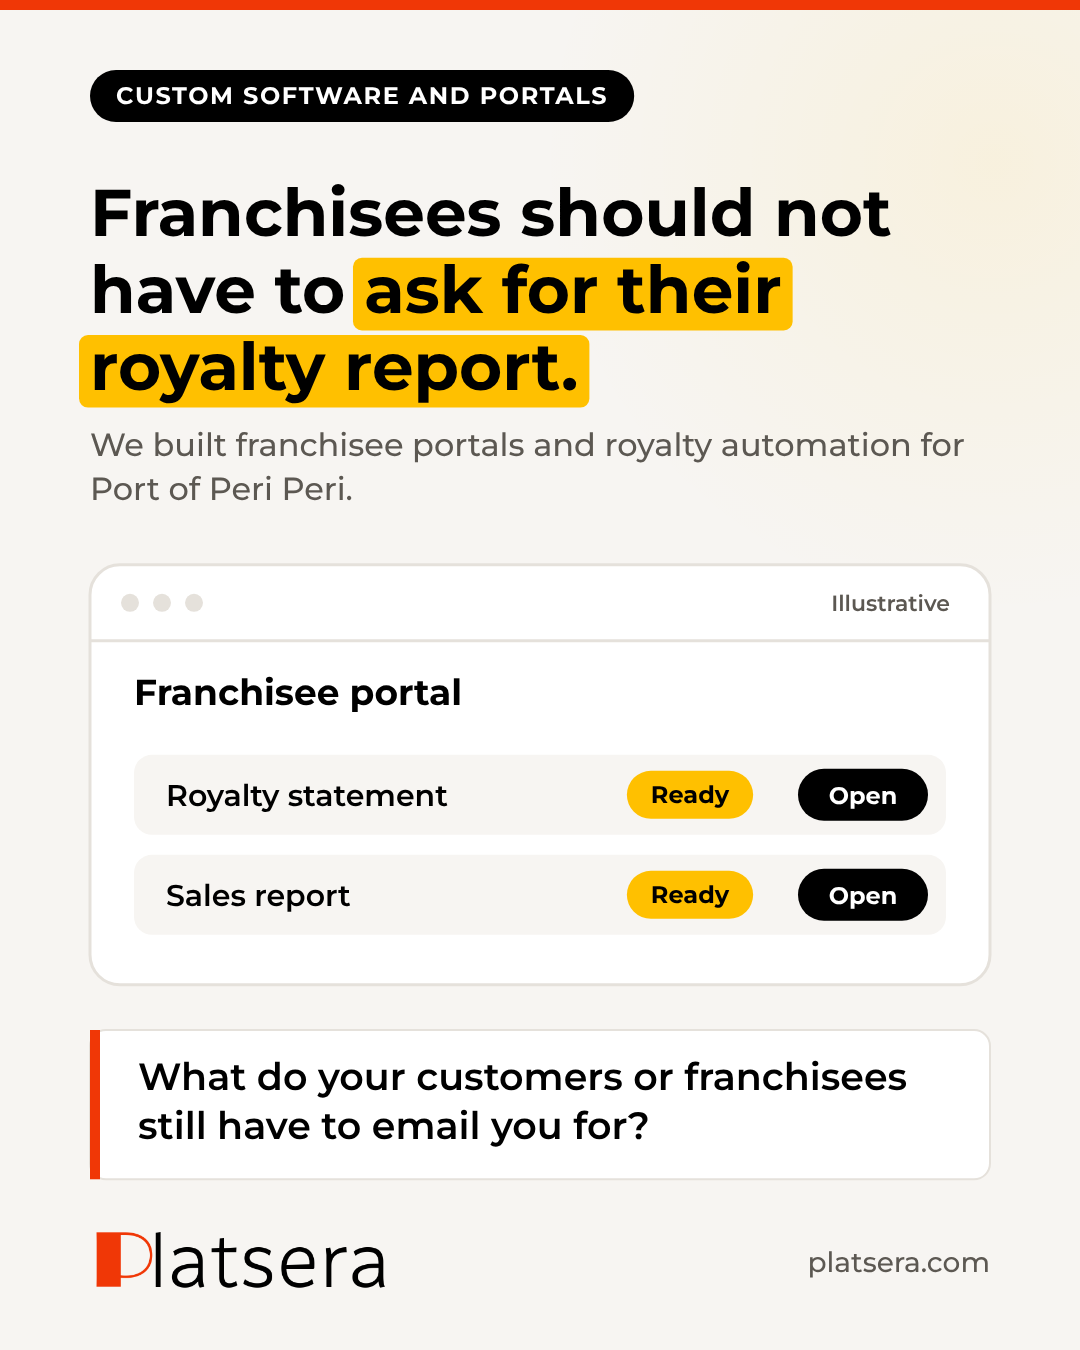 CUSTOM SOFTWARE AND PORTALS
Franchisees should not
have to ask for their
royalty report.
We built franchisee portals and royalty automation for
Port of Peri Peri.
Illustrative
Franchisee portal
Royalty statement Ready Open
Sales report Ready Open
What do your customers or franchisees
still have to email you for?
Platsera
platsera.com